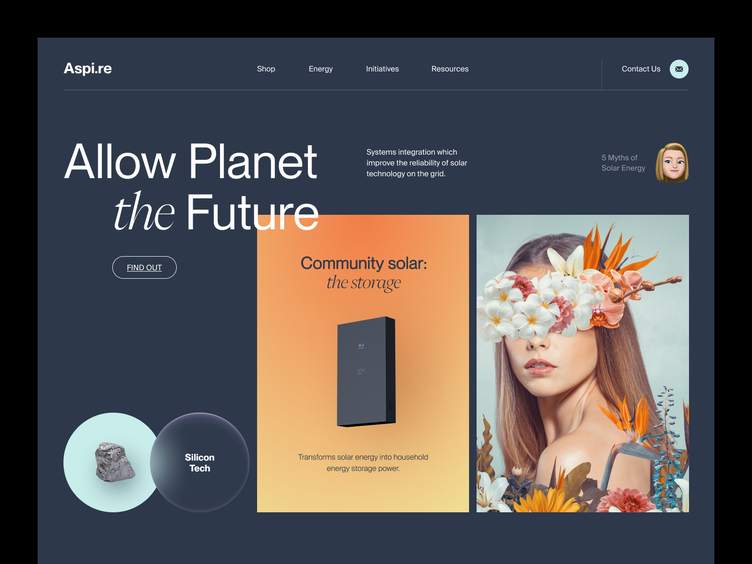 Aspi.re
Shop
Energy
Initiatives
Resources
Contact Us
Allow Planet
the Future
Systems integration which
improve the reliability of solar
technology on the grid.
5 Myths of
Solar Energy
FIND OUT
Community solar:
the storage
Transforms solar energy into household
energy storage power.
Silicon
Tech